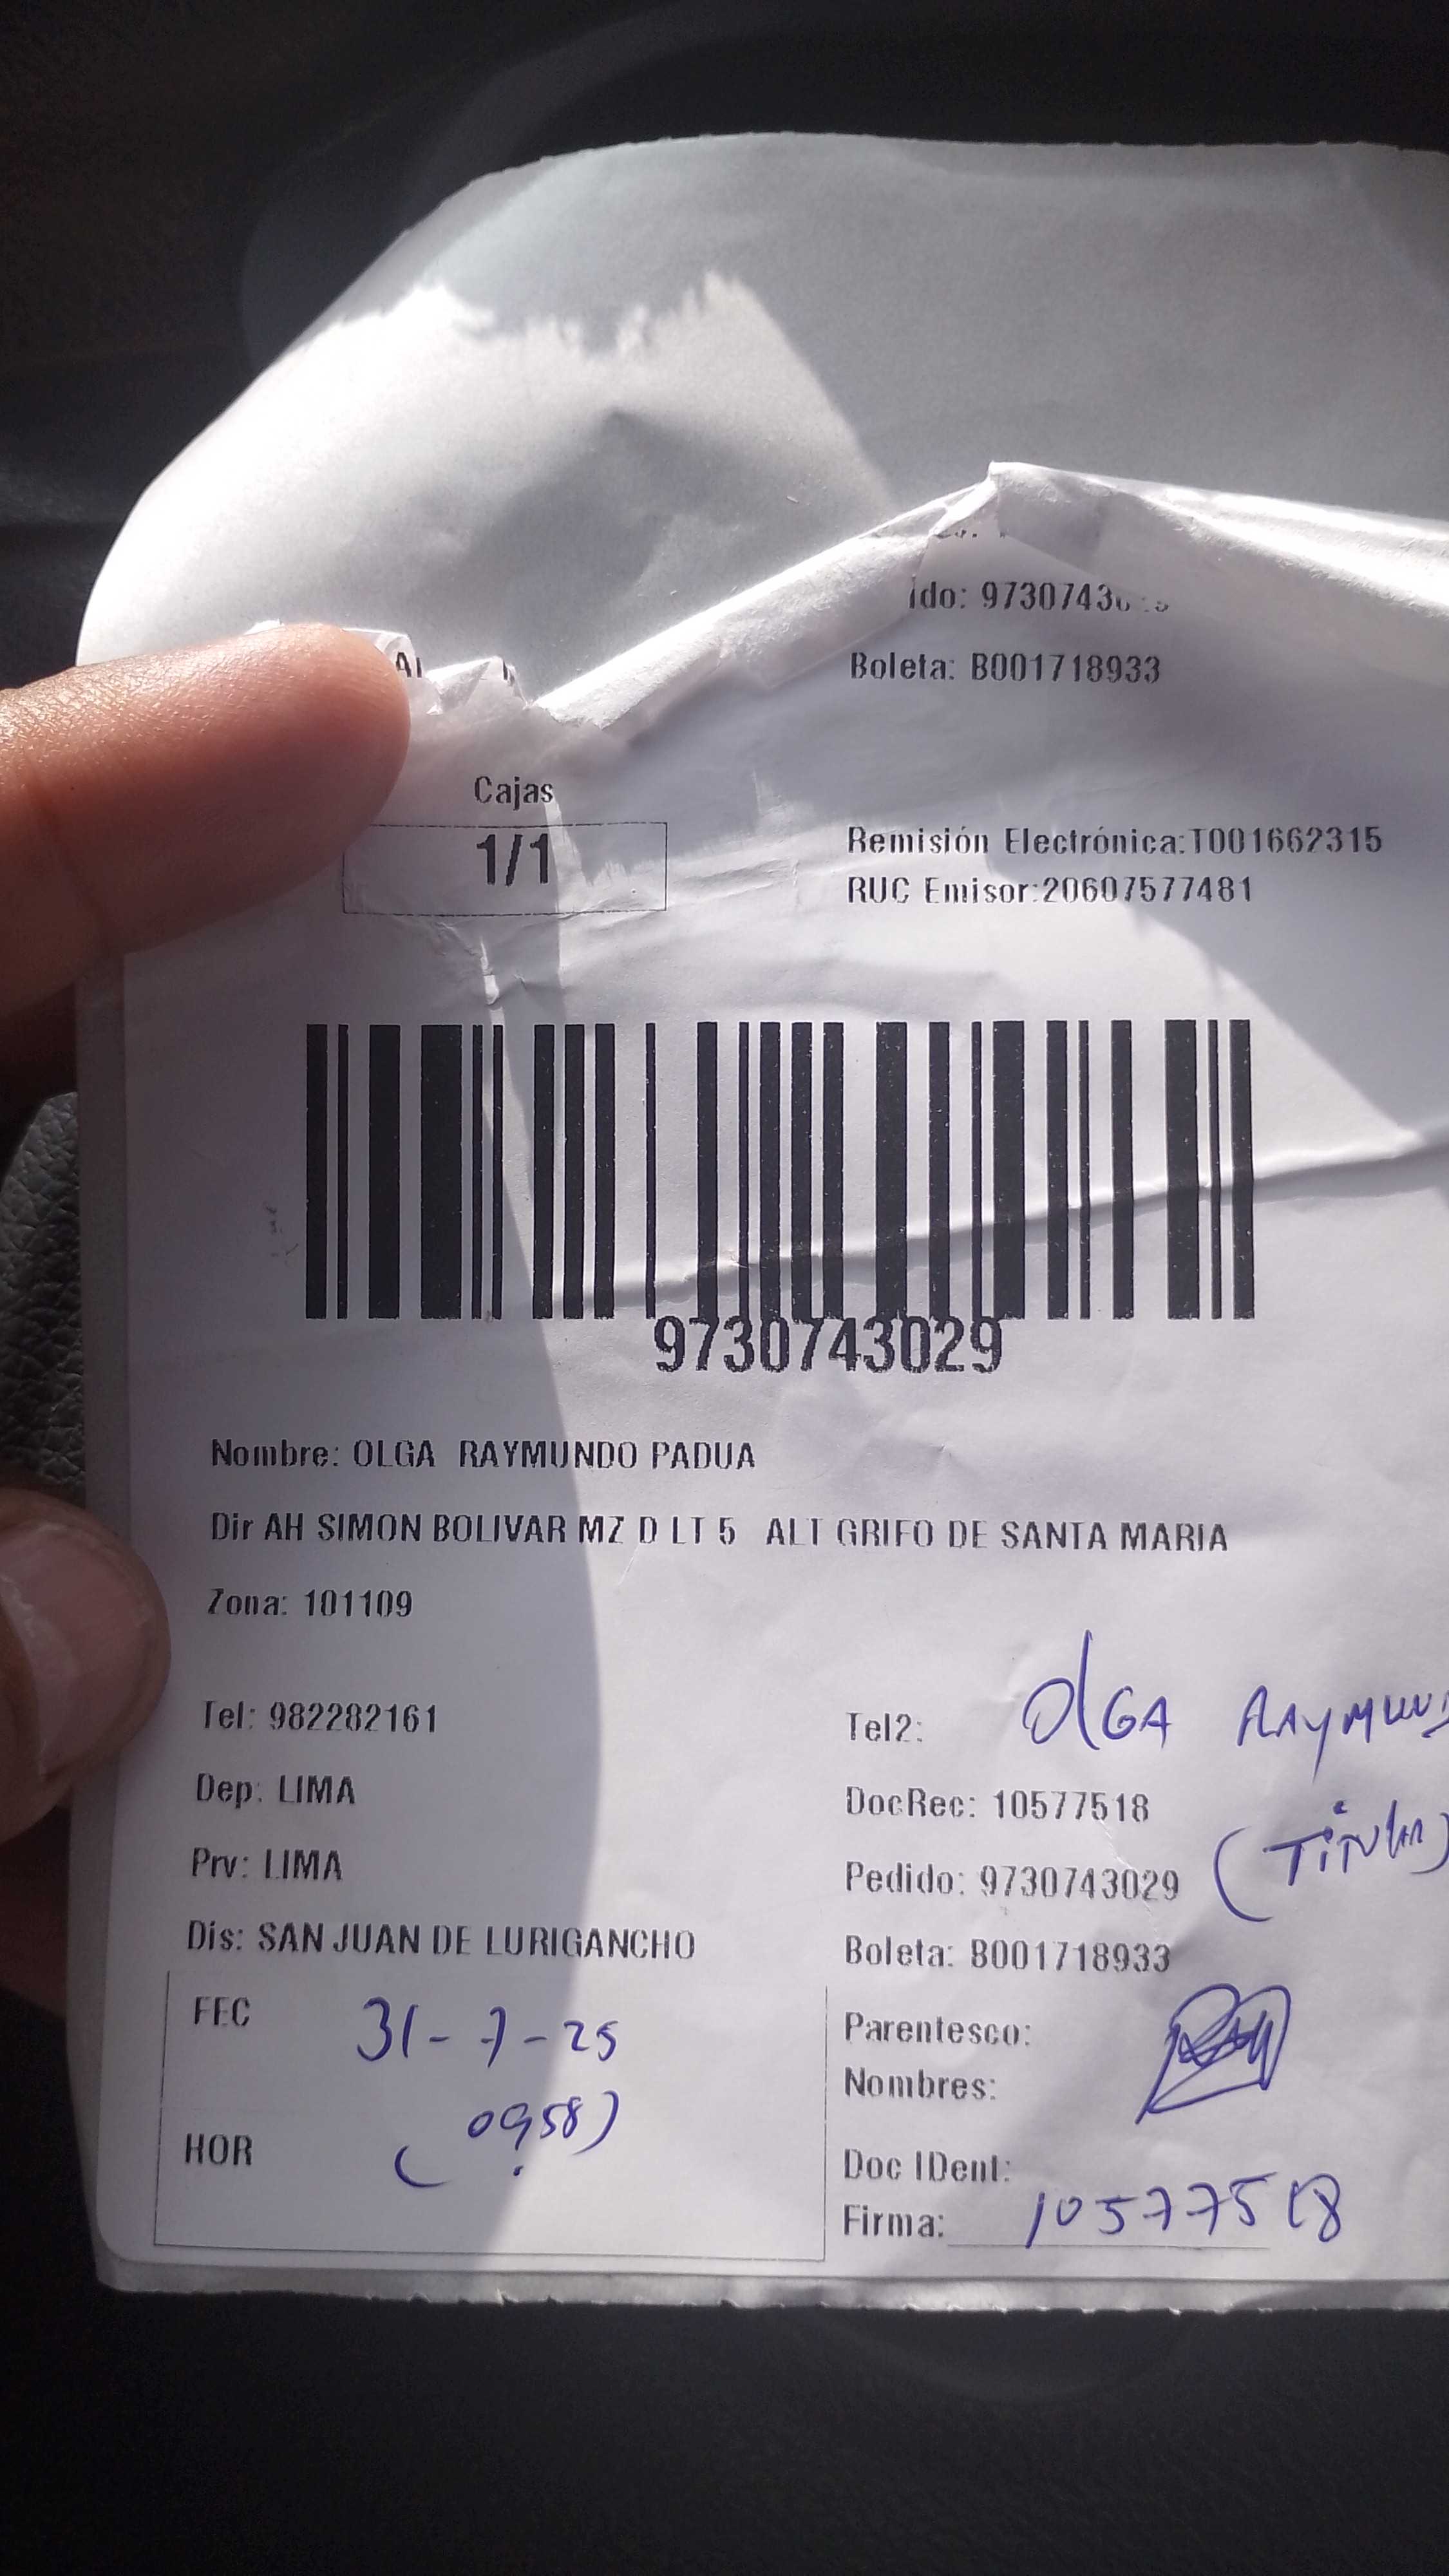 Boleta: B001718933
Cajas
1/1
Remisión Electrónica:T001662315
RUC Emisor:20607577481
9730743029
Nombre: OLGA RAYMUNDO PADUA
Dir AH SIMON BOLIVAR MZ D LT 5 ALT GRIFO DE SANTA MARIA
Zona: 101109
Tel: 982282161
Tel2: OlGA
Dep: LIMA
DocRec: 10577518
Prv: LIMA
Pedido: 9730743029
(TiTulAR)
Dis: SAN JUAN DE LURIGANCHO
Boleta: B001718933
FEC 31-7-25
Parentesco:
Nombres:
HOR (0958)
Doc IDent:
Firma: 10577518